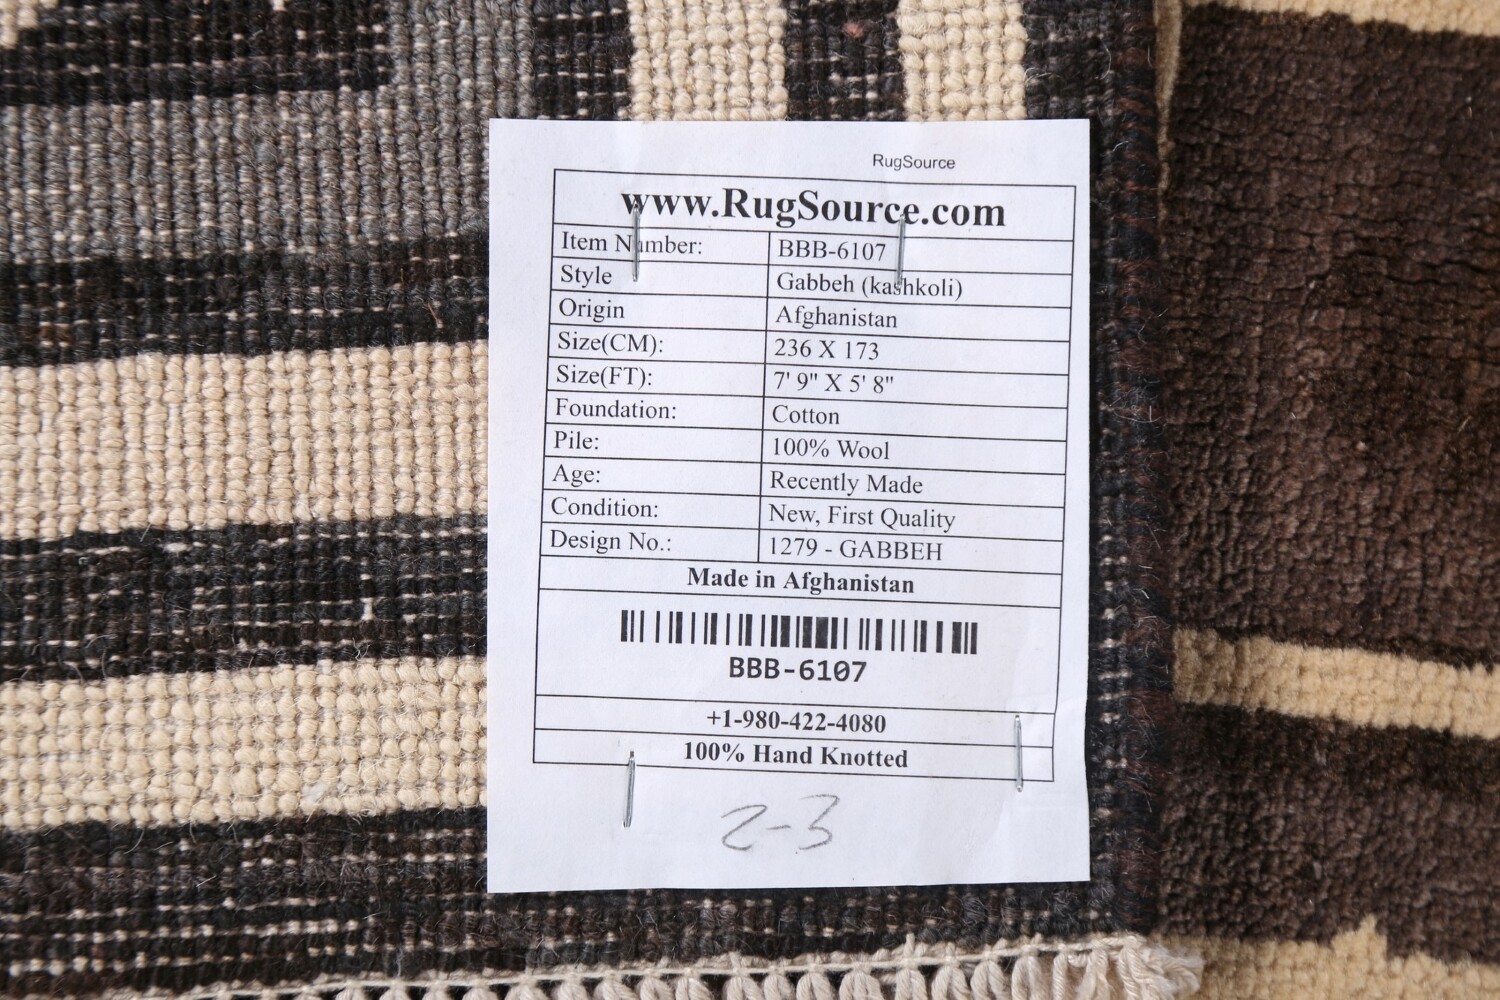 RugSource
www.RugSource.com
Item Number: BBB-6107
Style Gabbeh (kashkoli)
Origin Afghanistan
Size(CM): 236 X 173
Size(FT): 7' 9" X 5' 8"
Foundation: Cotton
Pile: 100% Wool
Age: Recently Made
Condition: New, First Quality
Design No.: 1279 - GABBEH
Made in Afghanistan
BBB-6107
+1-980-422-4080
100% Hand Knotted
2-3